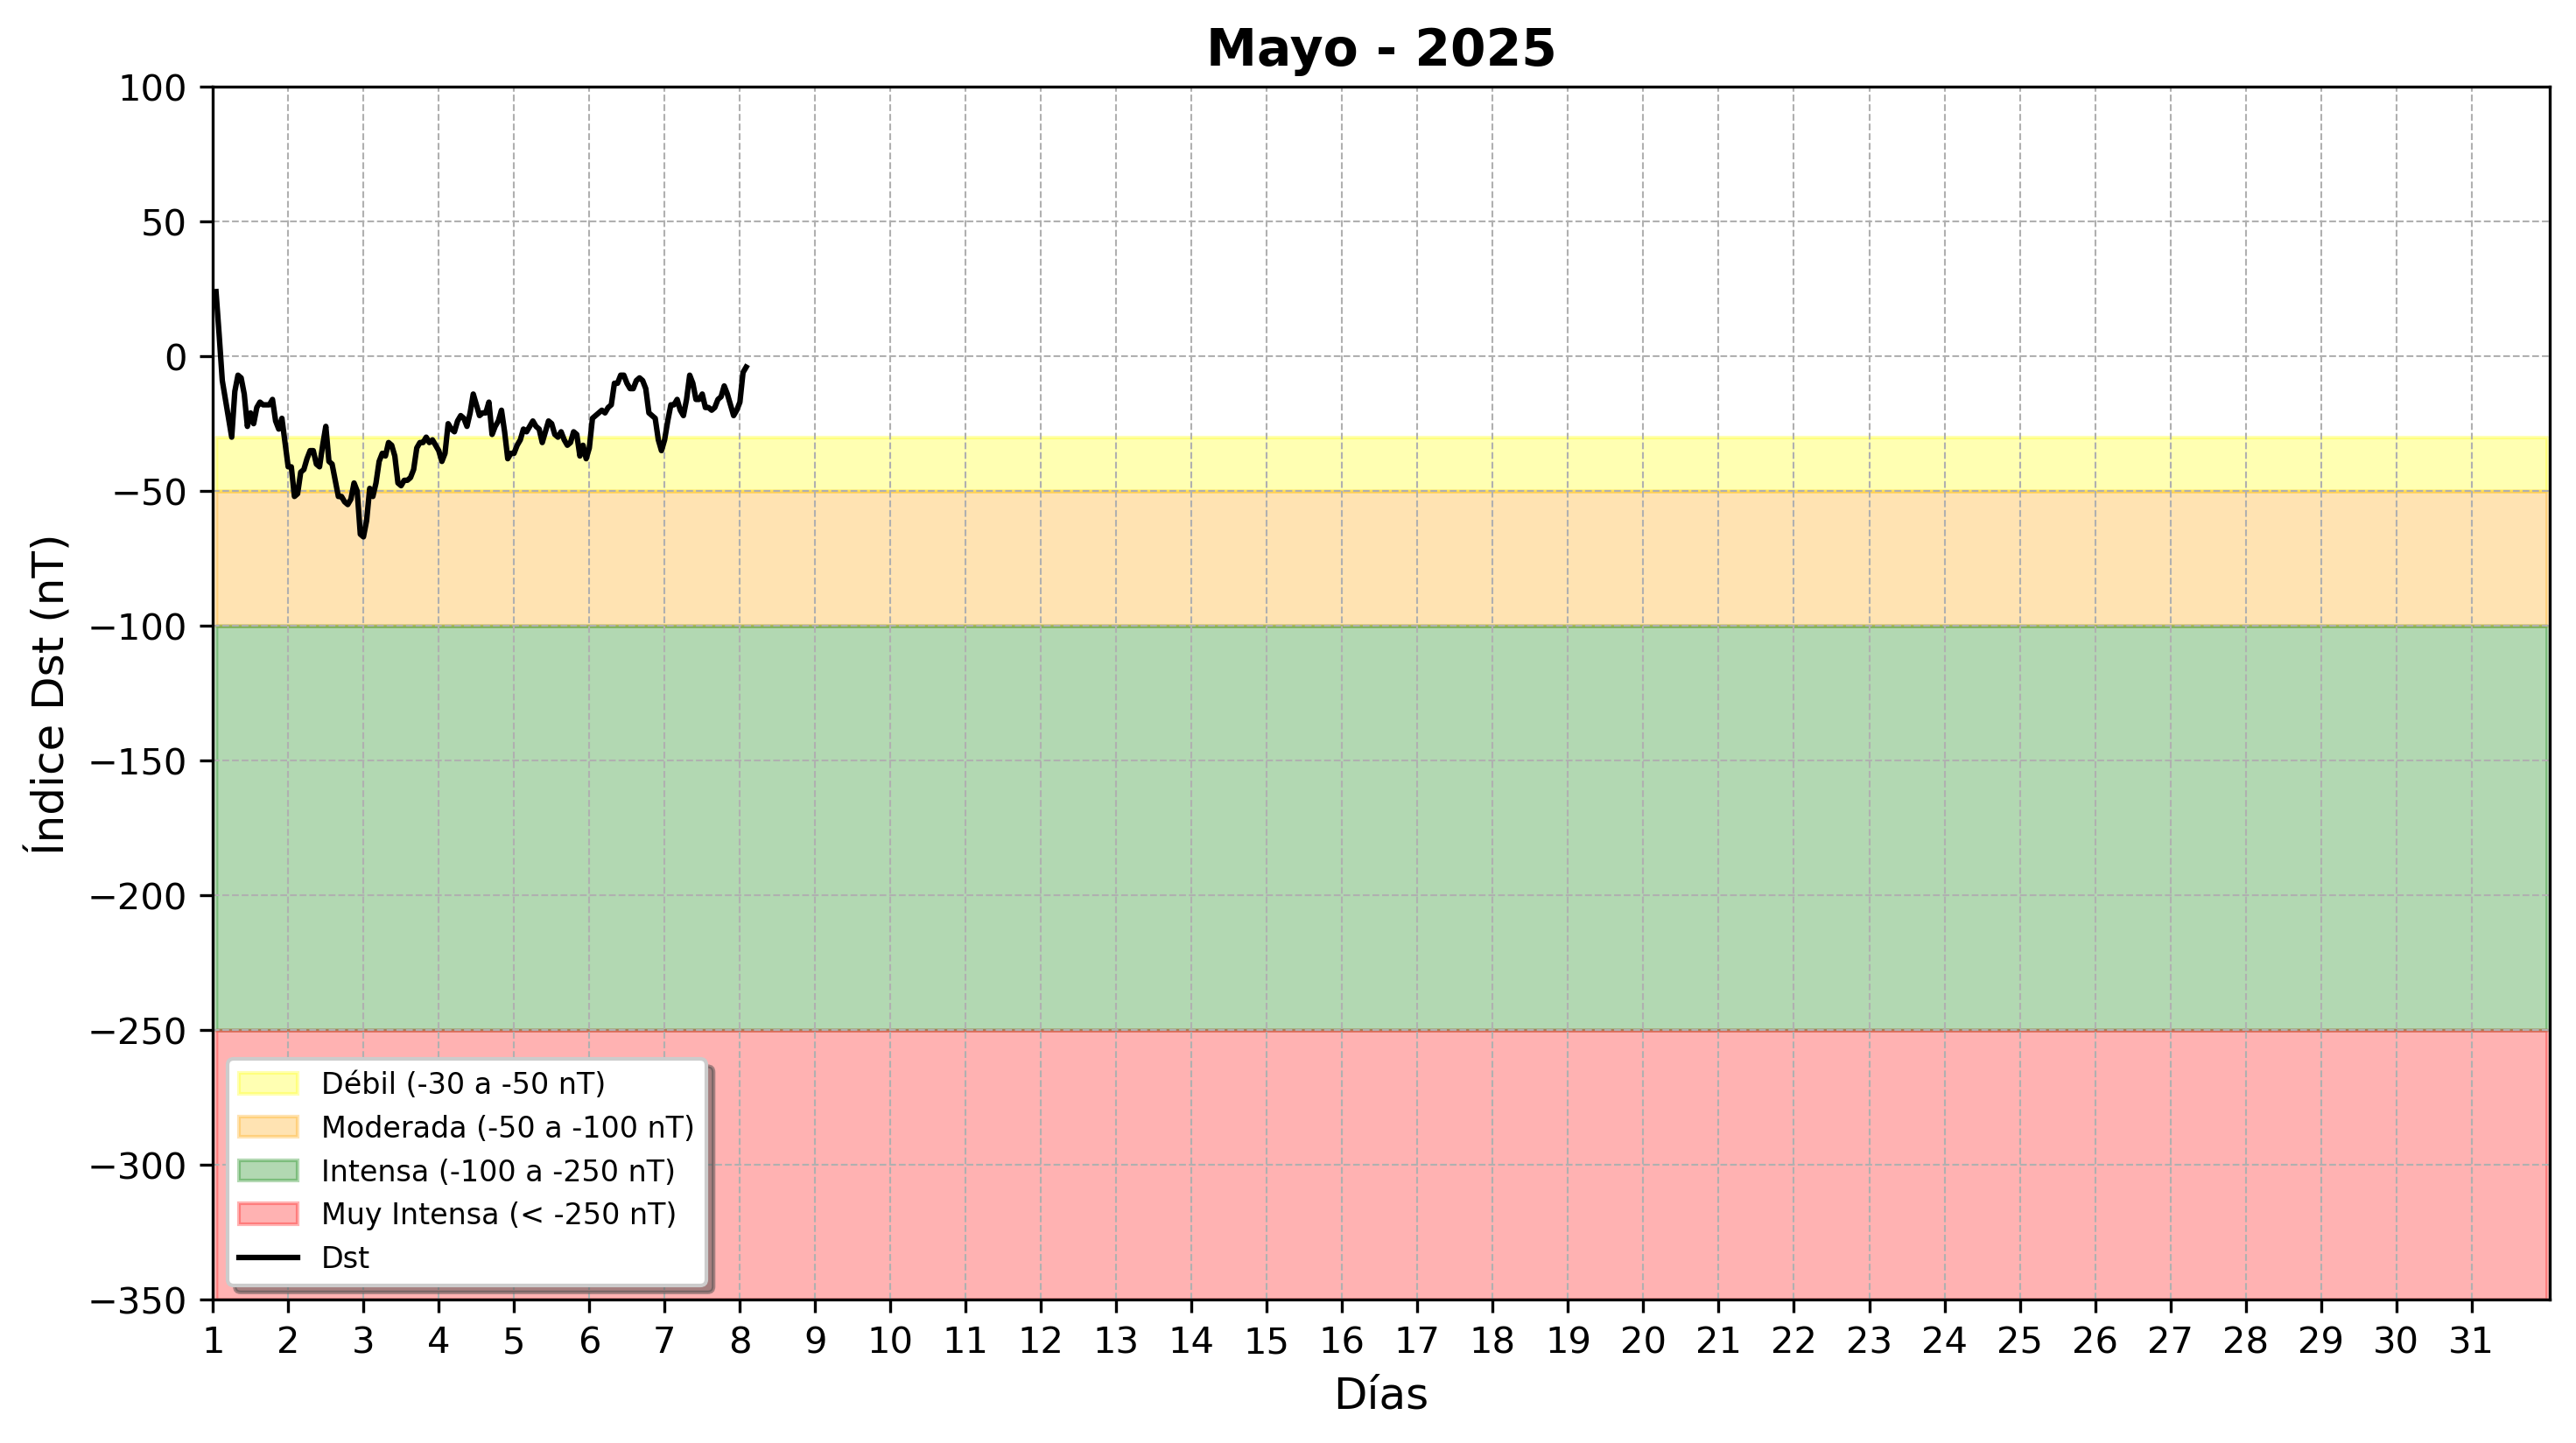 Mayo - 2025
100
50
0
−50
−100
−150
−200
−250
−300
−350
Índice Dst (nT)
Débil (-30 a -50 nT)
Moderada (-50 a -100 nT)
Intensa (-100 a -250 nT)
Muy Intensa (< -250 nT)
Dst
1 2 3 4 5 6 7 8 9 10 11 12 13 14 15 16 17 18 19 20 21 22 23 24 25 26 27 28 29 30 31
Días